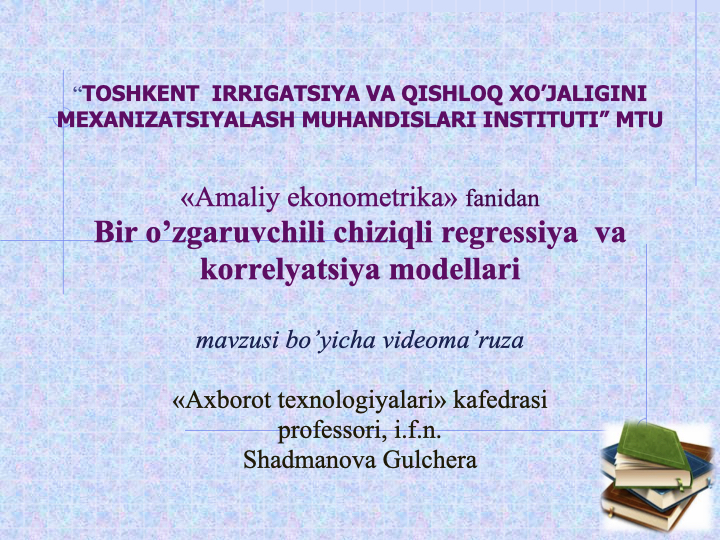 “TOSHKENT IRRIGATSIYA VA QISHLOQ XO’JALIGINI
MEXANIZATSIYALASH MUHANDISLARI INSTITUTI” MTU
«Amaliy ekonometrika» fanidan
Bir o’zgaruvchili chiziqli regressiya va
korrelyatsiya modellari
mavzusi bo’yicha videoma’ruza
«Axborot texnologiyalari» kafedrasi
professori, i.f.n.
Shadmanova Gulchera